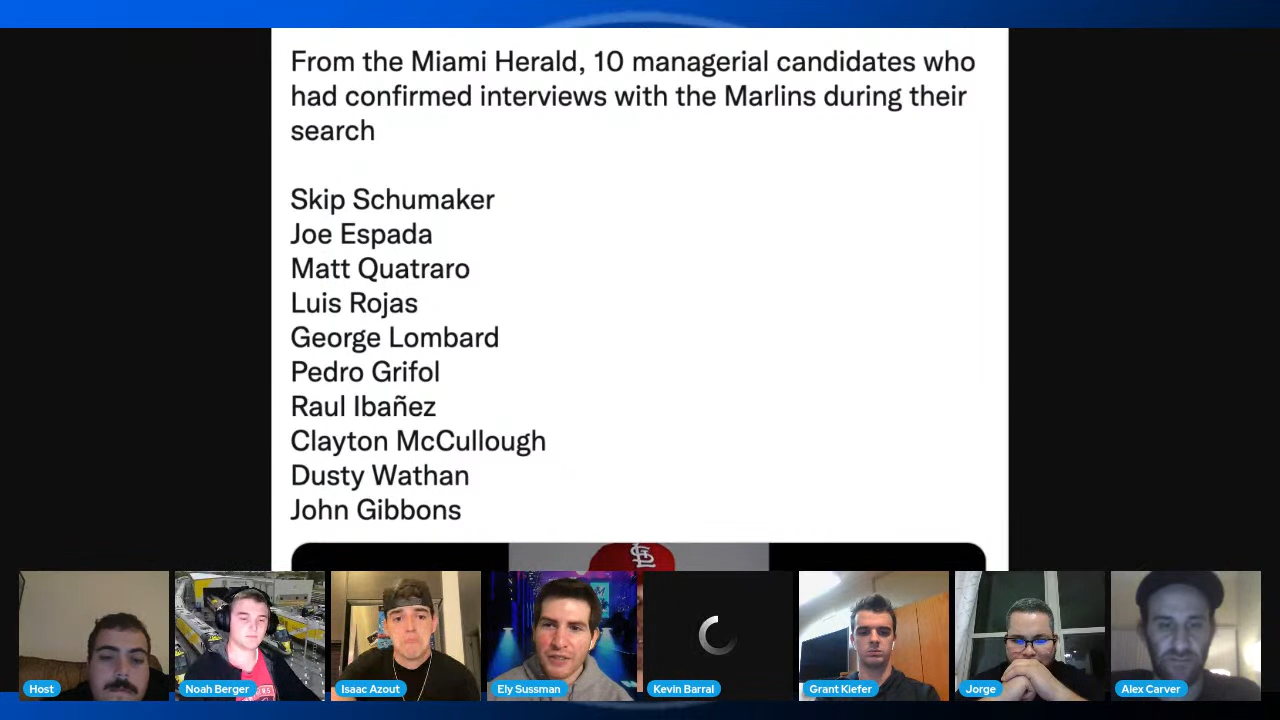 From the Miami Herald, 10 managerial candidates who
had confirmed interviews with the Marlins during their
search
Skip Schumaker
Joe Espada
Matt Quatraro
Luis Rojas
George Lombard
Pedro Grifol
Raul Ibañez
Clayton McCullough
Dusty Wathan
John Gibbons
Host
Noah Berger
Isaac Azout
Ely Sussman
Kevin Barral
Grant Kiefer
Jorge
Alex Carver